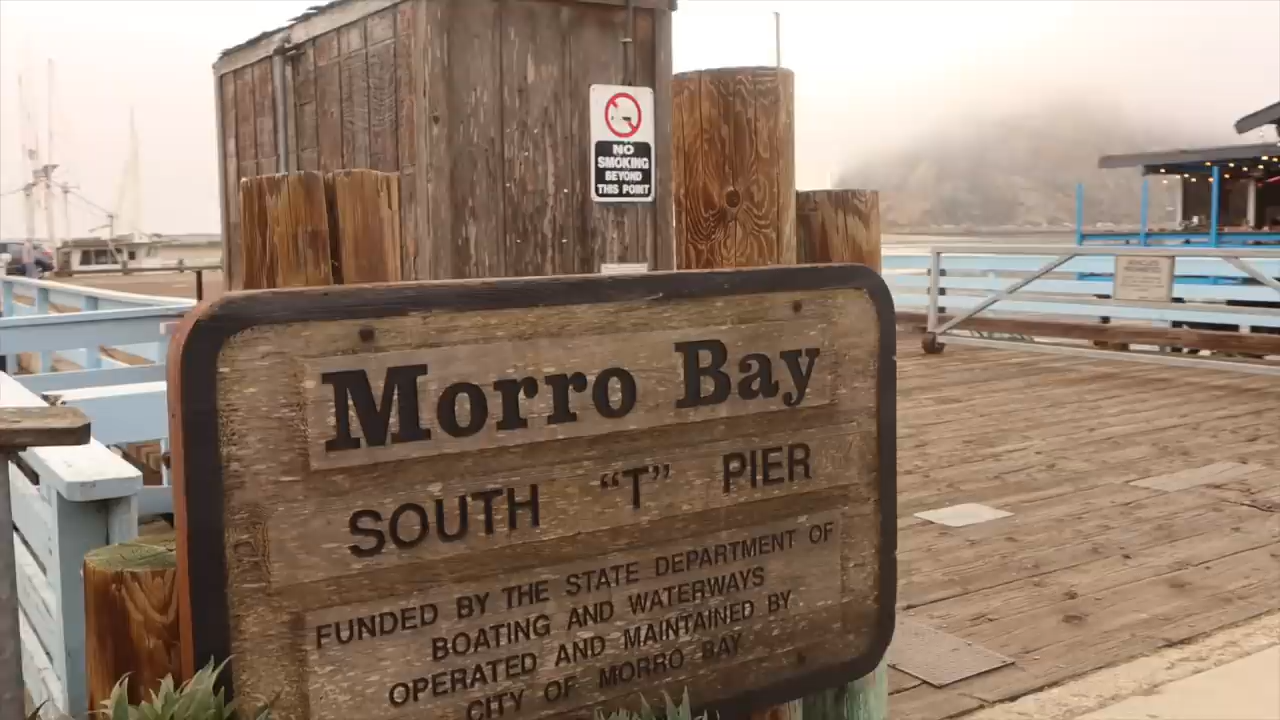 NO
SMOKING
BEYOND
THIS POINT
Morro Bay
SOUTH "T" PIER
FUNDED BY THE STATE DEPARTMENT OF
BOATING AND WATERWAYS
OPERATED AND MAINTAINED BY
CITY OF MORRO BAY